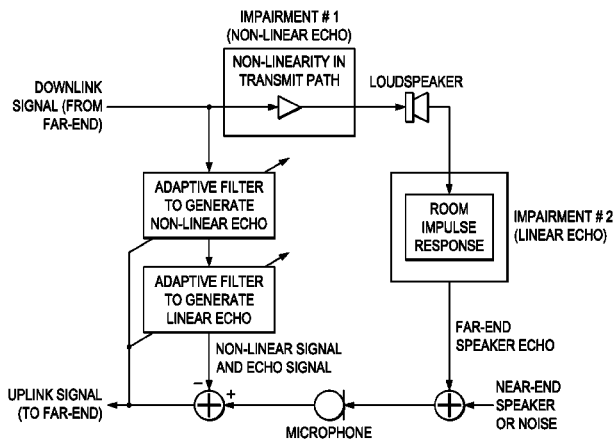 IMPAIRMENT # 1
(NON-LINEAR ECHO)
NON-LINEARITY IN
TRANSMIT PATH
LOUDSPEAKER
DOWNLINK
SIGNAL (FROM
FAR-END)
ADAPTIVE FILTER
TO GENERATE
NON-LINEAR ECHO
ROOM
IMPULSE
RESPONSE
IMPAIRMENT # 2
(LINEAR ECHO)
ADAPTIVE FILTER
TO GENERATE
LINEAR ECHO
FAR-END
SPEAKER ECHO
NON-LINEAR SIGNAL
AND ECHO SIGNAL
UPLINK SIGNAL
(TO FAR-END)
− +
+
+
MICROPHONE
NEAR-END
SPEAKER
OR NOISE